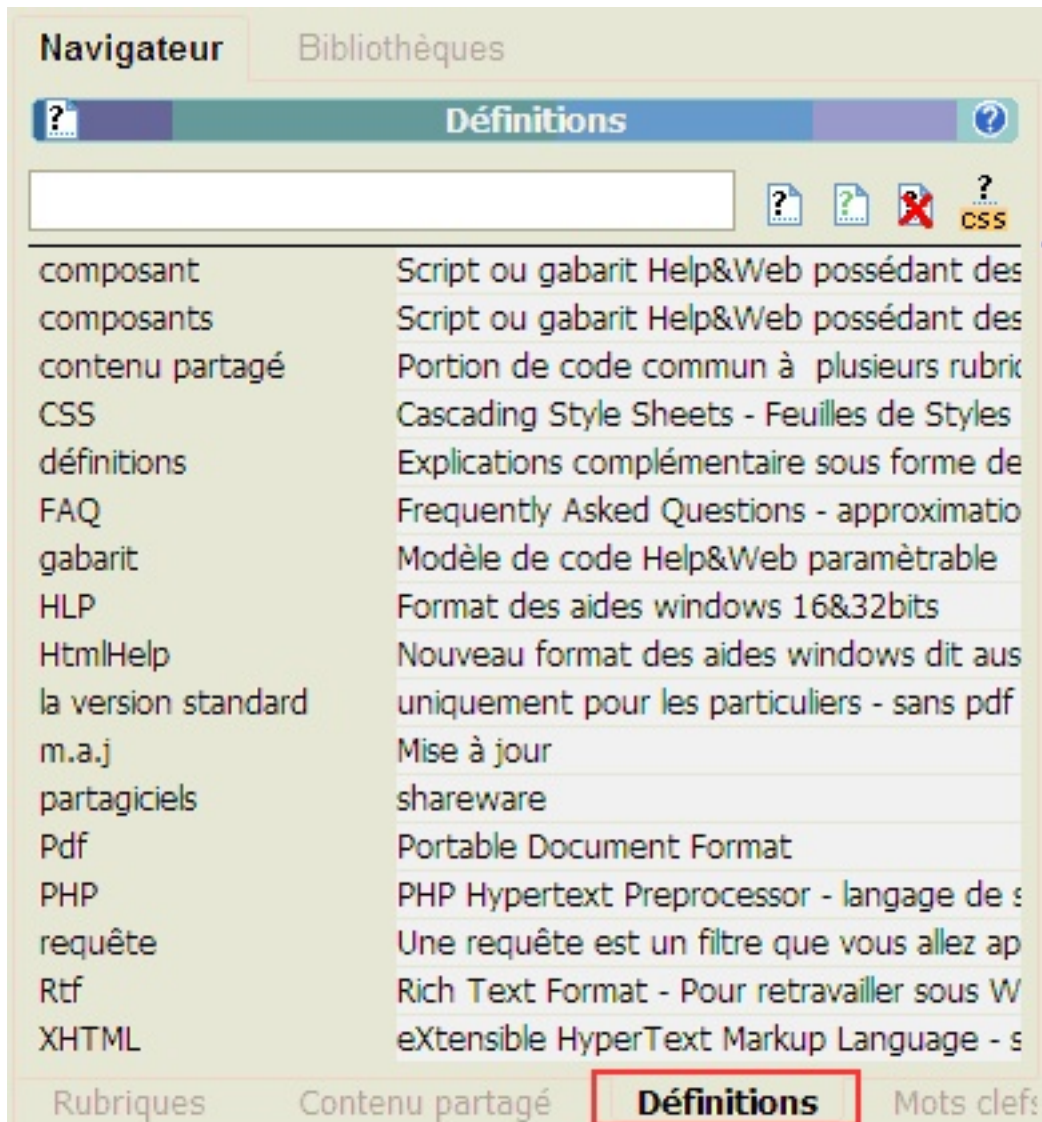 Navigateur Bibliothèques
Définitions
? CSS
composant Script ou gabarit Help&Web possédant des
composants Script ou gabarit Help&Web possédant des
contenu partagé Portion de code commun à plusieurs rubric
CSS Cascading Style Sheets - Feuilles de Styles
définitions Explications complémentaire sous forme de
FAQ Frequently Asked Questions - approximatio
gabarit Modèle de code Help&Web paramètrable
HLP Format des aides windows 16&32bits
HtmlHelp Nouveau format des aides windows dit aus
la version standard uniquement pour les particuliers - sans pdf
m.a.j Mise à jour
partagiciels shareware
Pdf Portable Document Format
PHP PHP Hypertext Preprocessor - langage de s
requête Une requête est un filtre que vous allez ap
Rtf Rich Text Format - Pour retravailler sous W
XHTML eXtensible HyperText Markup Language - s
Rubriques Contenu partagé Définitions Mots clefs